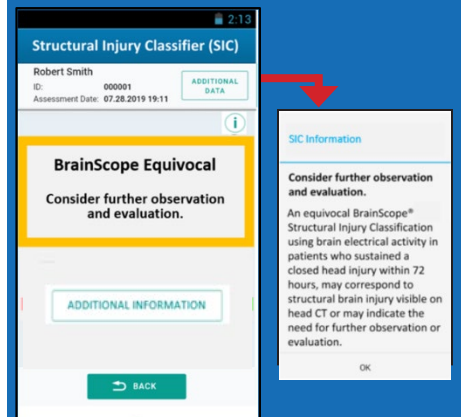 2:13
Structural Injury Classifier (SIC)
Robert Smith
ID: 000001
Assessment Date: 07.28.2019 19:11
ADDITIONAL
DATA
i
BrainScope Equivocal
Consider further observation
and evaluation.
ADDITIONAL INFORMATION
BACK
SIC Information
Consider further observation
and evaluation.
An equivocal BrainScope®
Structural Injury Classification
using brain electrical activity in
patients who sustained a
closed head injury within 72
hours, may correspond to
structural brain injury visible on
head CT or may indicate the
need for further observation or
evaluation.
OK